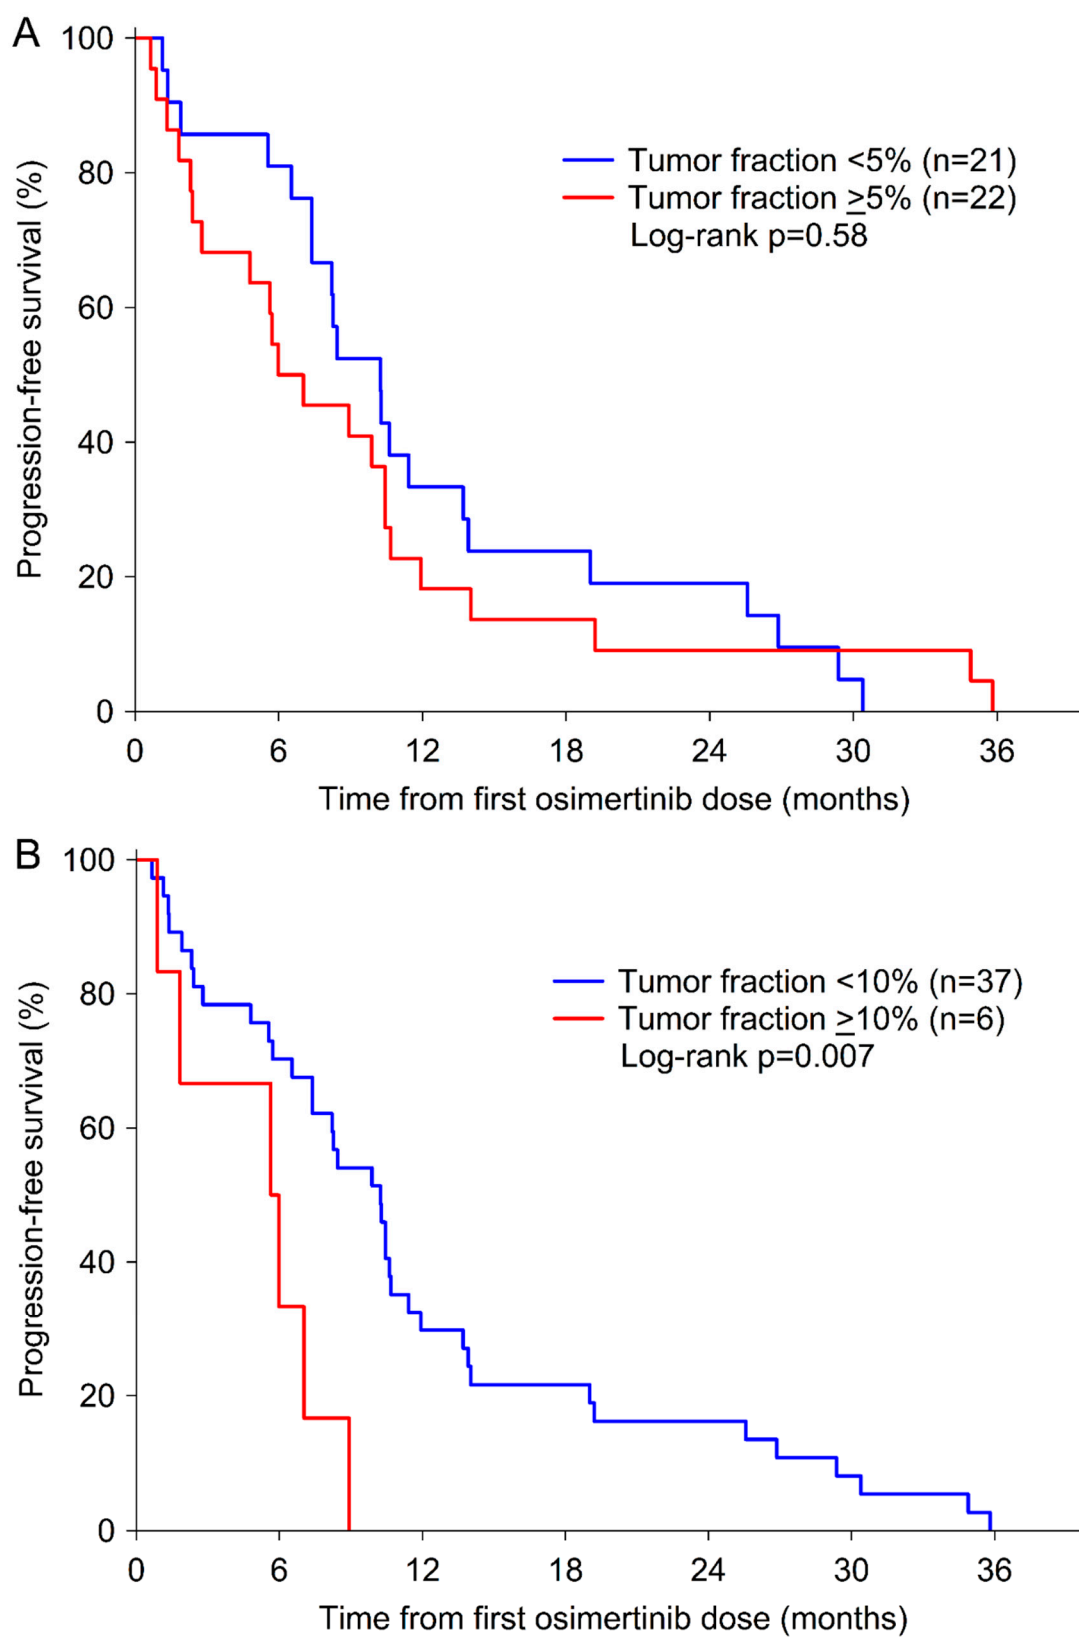 A
100
80
60
40
20
0
Progression-free survival (%)
Tumor fraction <5% (n=21)
Tumor fraction ≥5% (n=22)
Log-rank p=0.58
0 6 12 18 24 30 36
Time from first osimertinib dose (months)
B
100
80
60
40
20
0
Progression-free survival (%)
Tumor fraction <10% (n=37)
Tumor fraction ≥10% (n=6)
Log-rank p=0.007
0 6 12 18 24 30 36
Time from first osimertinib dose (months)